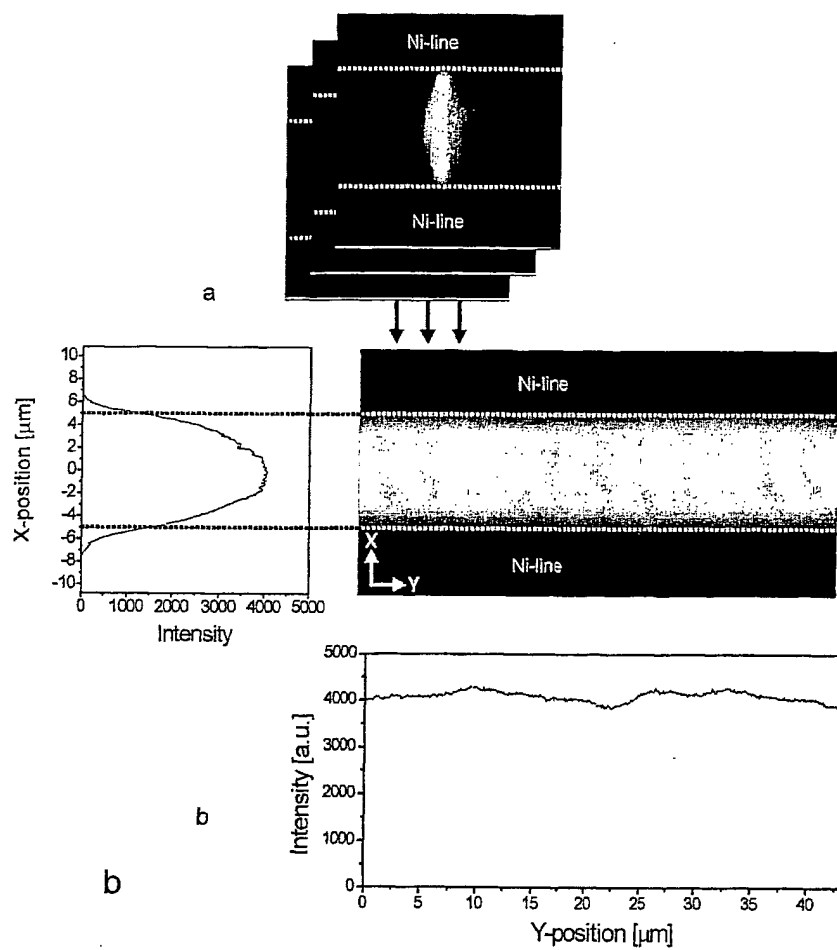 Ni-line
Ni-line
a
X-position [µm]
10
8
6
4
2
0
-2
-4
-6
-8
-10
0 1000 2000 3000 4000 5000
Intensity
Ni-line
X
Y
Ni-line
b
Intensity [a.u.]
5000
4000
3000
2000
1000
0
0 5 10 15 20 25 30 35 40
Y-position [µm]
b